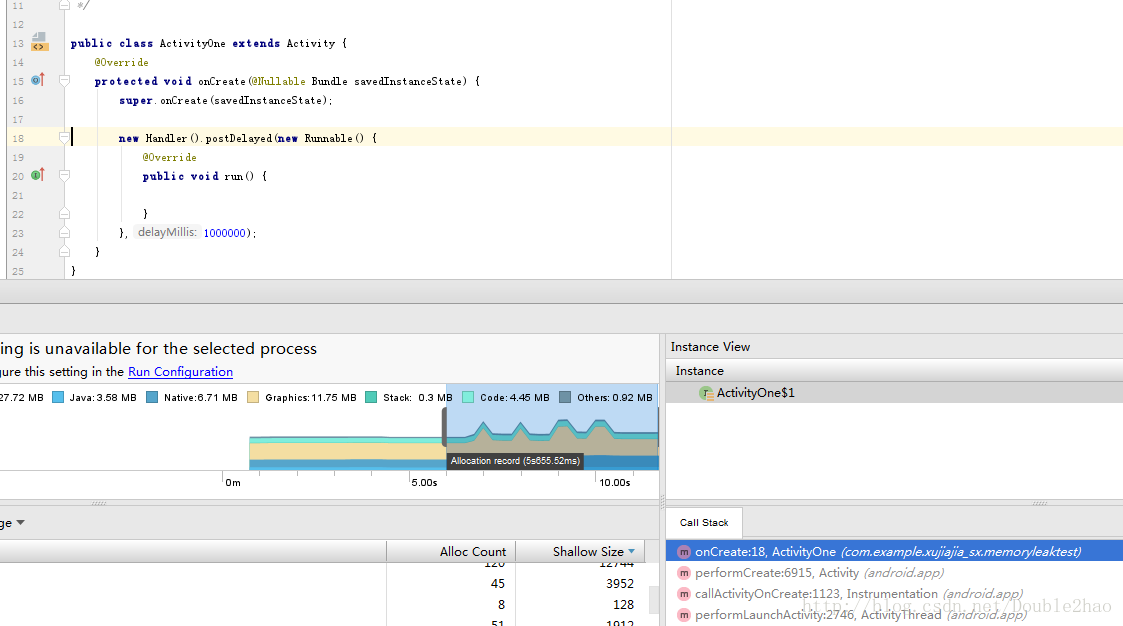 11 */
12
13 public class ActivityOne extends Activity {
14 @Override
15 protected void onCreate(@Nullable Bundle savedInstanceState) {
16 super.onCreate(savedInstanceState);
17
18 new Handler().postDelayed(new Runnable() {
19 @Override
20 public void run() {
21
22 }
23 }, delayMillis: 1000000);
24 }
25 }
ing is unavailable for the selected process
gure this setting in the Run Configuration
27.72 MB Java:3.58 MB Native:6.71 MB Graphics:11.75 MB Stack: 0.3 MB Code:4.45 MB Others:0.92 MB
Allocation record (5s655.52ms)
0m 5.00s 10.00s
ge
Alloc Count Shallow Size
120 12744
45 3952
8 128
51 1912
Instance View
Instance
ActivityOne$1
Call Stack
m onCreate:18, ActivityOne (com.example.xujiajia_sx.memoryleaktest)
m performCreate:6915, Activity (android.app)
m callActivityOnCreate:1123, Instrumentation (android.app)
m performLaunchActivity:2746, ActivityThread (android.app)
http://blog.csdn.net/Double2hao